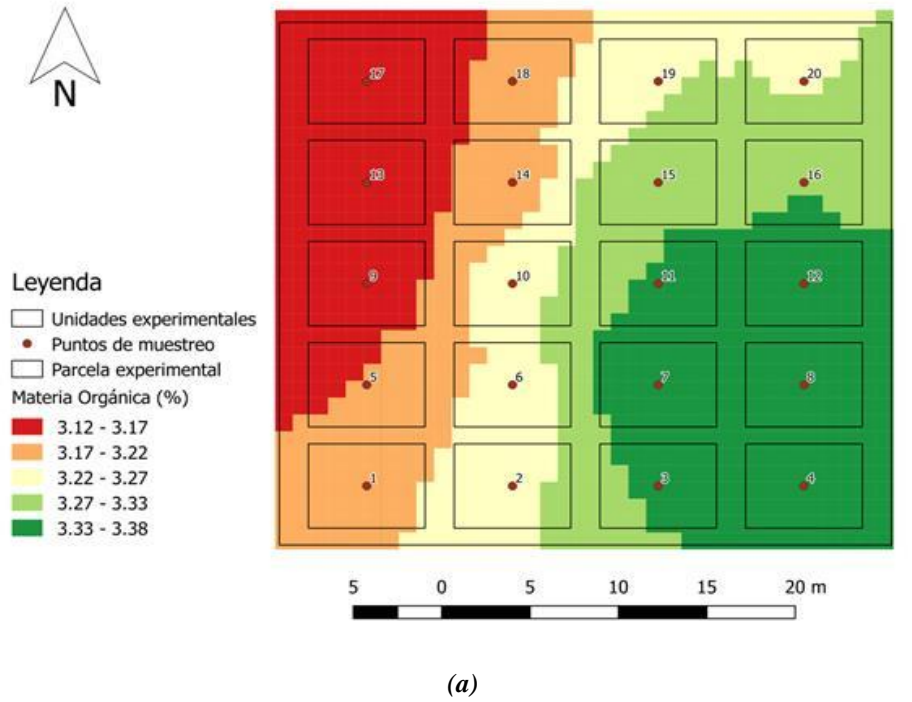 N
17 18 19 20
13 14 15 16
9 10 11 12
5 6 7 8
1 2 3 4
Leyenda
Unidades experimentales
Puntos de muestreo
Parcela experimental
Materia Orgánica (%)
3.12 - 3.17
3.17 - 3.22
3.22 - 3.27
3.27 - 3.33
3.33 - 3.38
5 0 5 10 15 20 m
(a)